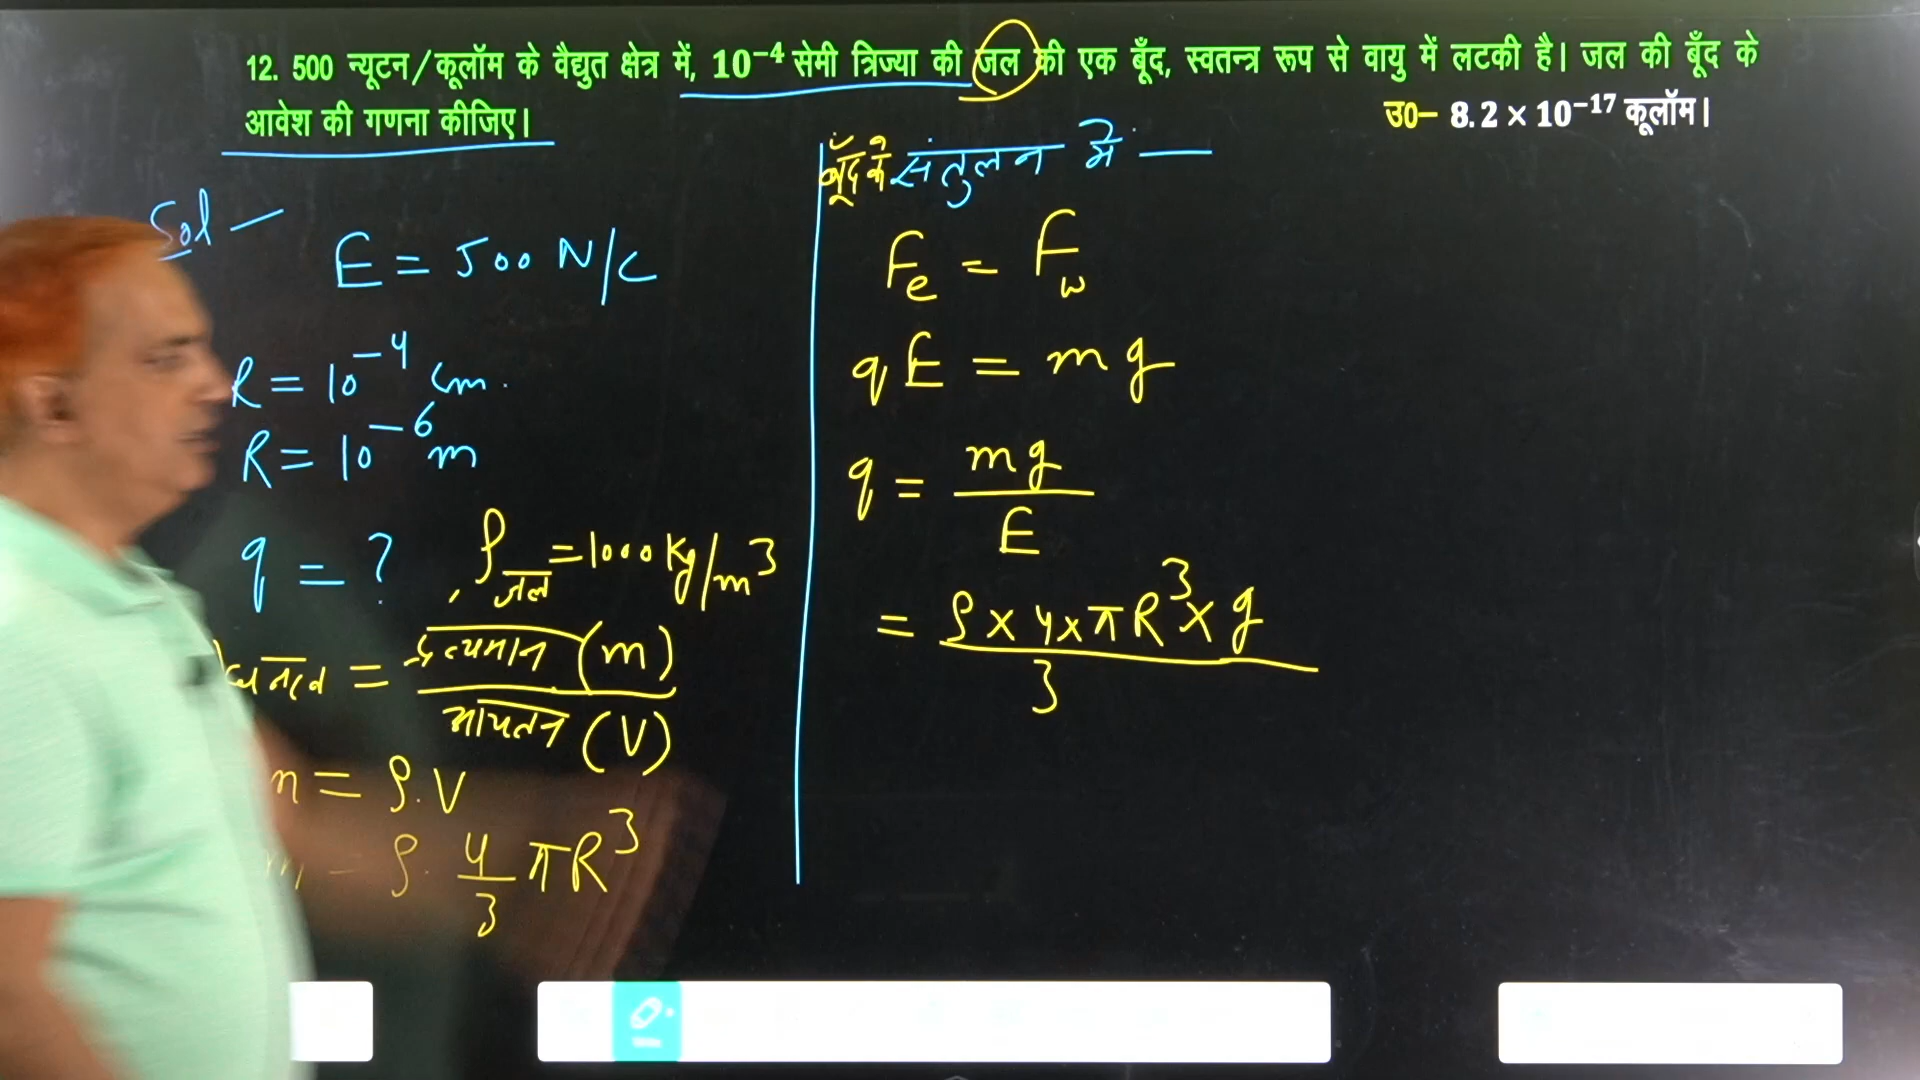 12. 500 न्यूटन/कूलॉम के वैद्युत क्षेत्र में, 10⁻⁴ सेमी त्रिज्या की जल की एक बूँद, स्वतन्त्र रूप से वायु में लटकी है। जल की बूँद के
आवेश की गणना कीजिए।
उ0– 8.2 × 10⁻¹⁷ कूलॉम।
Sol –
E = 500 N/C
R = 10⁻⁴ cm.
R = 10⁻⁶ m
q = ?
ρ जल = 1000 Kg/m³
घनत्व = द्रव्यमान (m)
आयतन (V)
m = ρ.V
m = ρ. 4/3 πR³
बूँद के संतुलन में —
Fe = Fw
qE = mg
q = mg/E
= ρ × 4 × πR³ × g
3